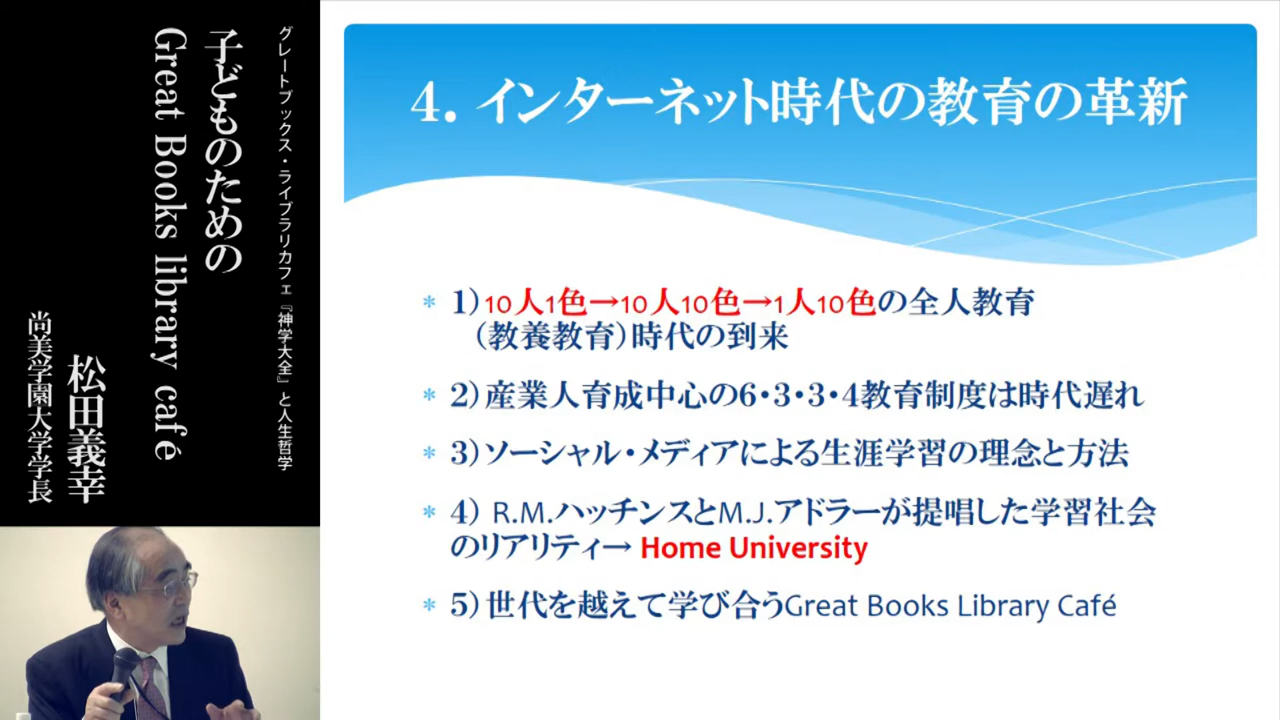 グレートブックス・ライブラリカフェ『神学大全』と人生哲学
子どものための
Great Books library café
松田義幸
尚美学園大学学長
4. インターネット時代の教育の革新
* 1）10人1色→10人10色→1人10色の全人教育
（教養教育）時代の到来
* 2）産業人育成中心の6・3・3・4教育制度は時代遅れ
* 3）ソーシャル・メディアによる生涯学習の理念と方法
* 4） R.M.ハッチンスとM.J.アドラーが提唱した学習社会
のリアリティ→ Home University
* 5）世代を越えて学び合うGreat Books Library Café